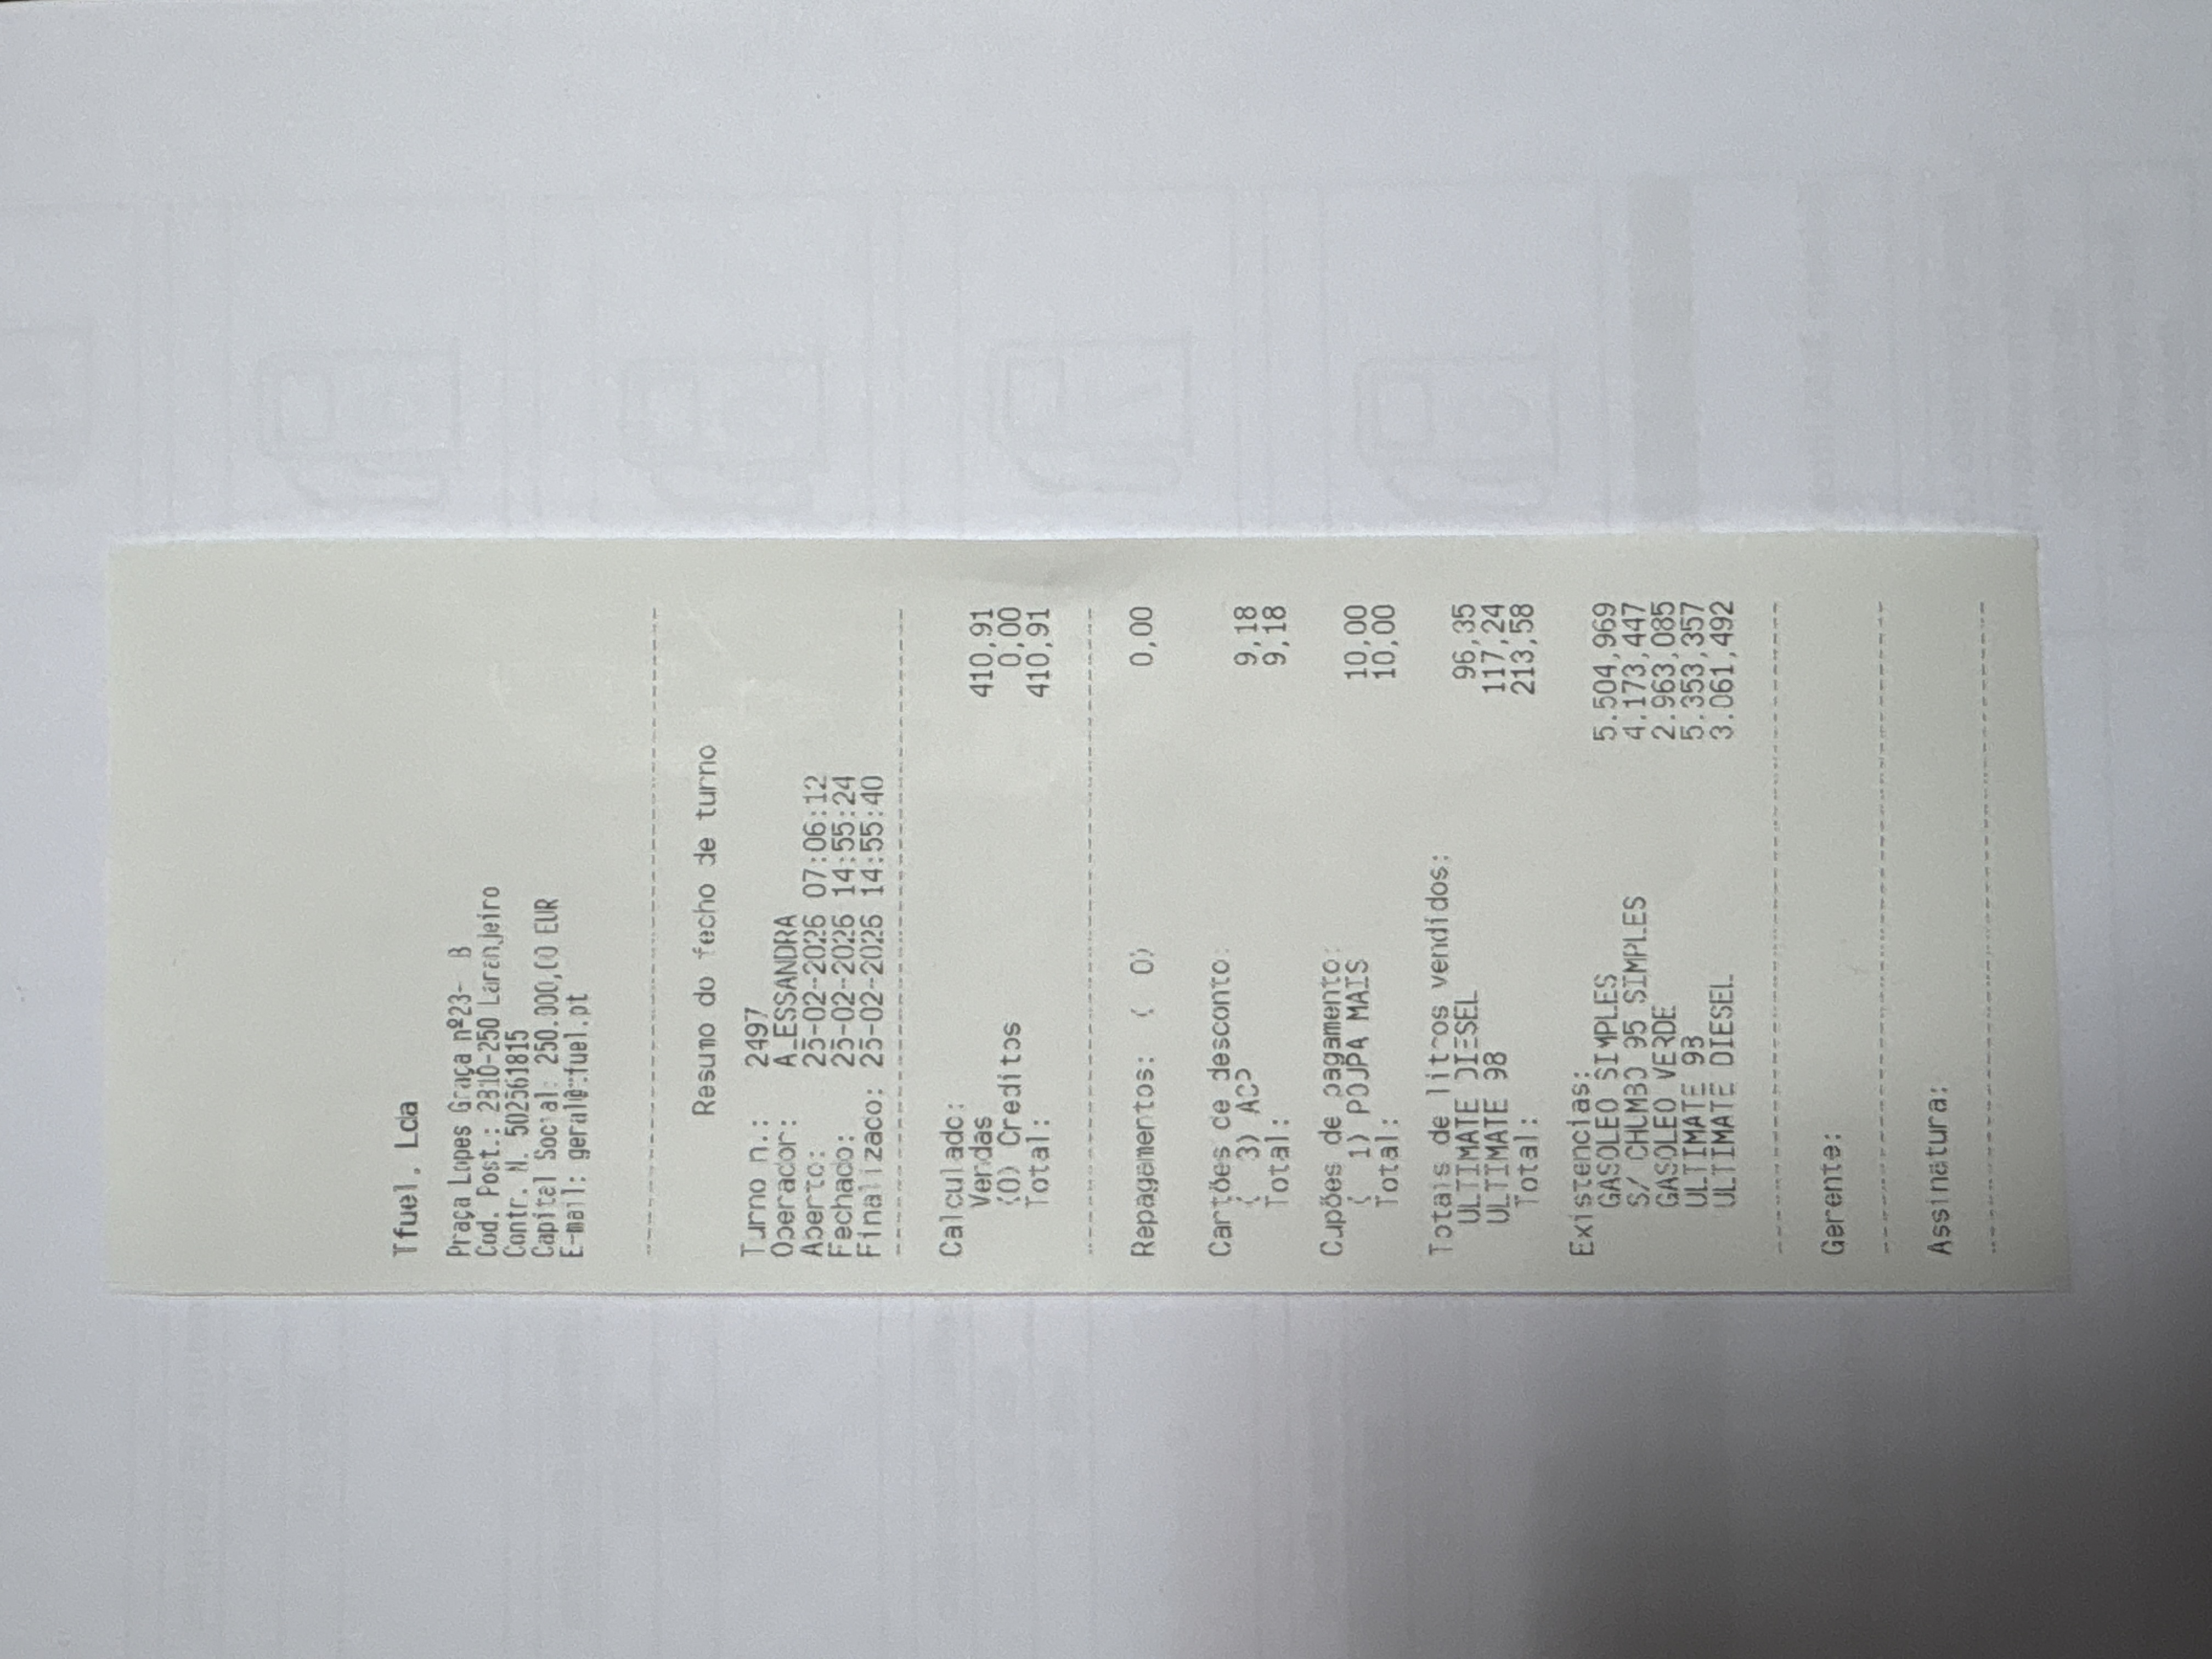 Tfuel, Lda
Praça Lopes Graça nº23- B
Cod. Post.: 2810-250 Laranjeiro
Contr. N. 502561815
Capital Social: 250.000,00 EUR
E-mail: geral@tfuel.pt
Resumo do fecho de turno
Turno n.: 2497
Operador: ALESSANDRA
Aberto: 25-02-2026 07:06:12
Fechado: 25-02-2026 14:55:24
Finalizado: 25-02-2026 14:55:40
Calculado:
Vendas 410,91
(0) Creditos 0,00
Total: 410,91
Repagamentos: ( 0) 0,00
Cartões de desconto:
( 3) ACP 9,18
Total: 9,18
Cupões de pagamento:
( 1) POUPA MAIS 10,00
Total: 10,00
Totais de litros vendidos:
ULTIMATE DIESEL 96,35
ULTIMATE 98 117,24
Total: 213,58
Existencias:
GASOLEO SIMPLES 5.504,969
S/ CHUMBO 95 SIMPLES 4.173,447
GASOLEO VERDE 2.963,085
ULTIMATE 98 5.353,357
ULTIMATE DIESEL 3.061,492
Gerente:
Assinatura: